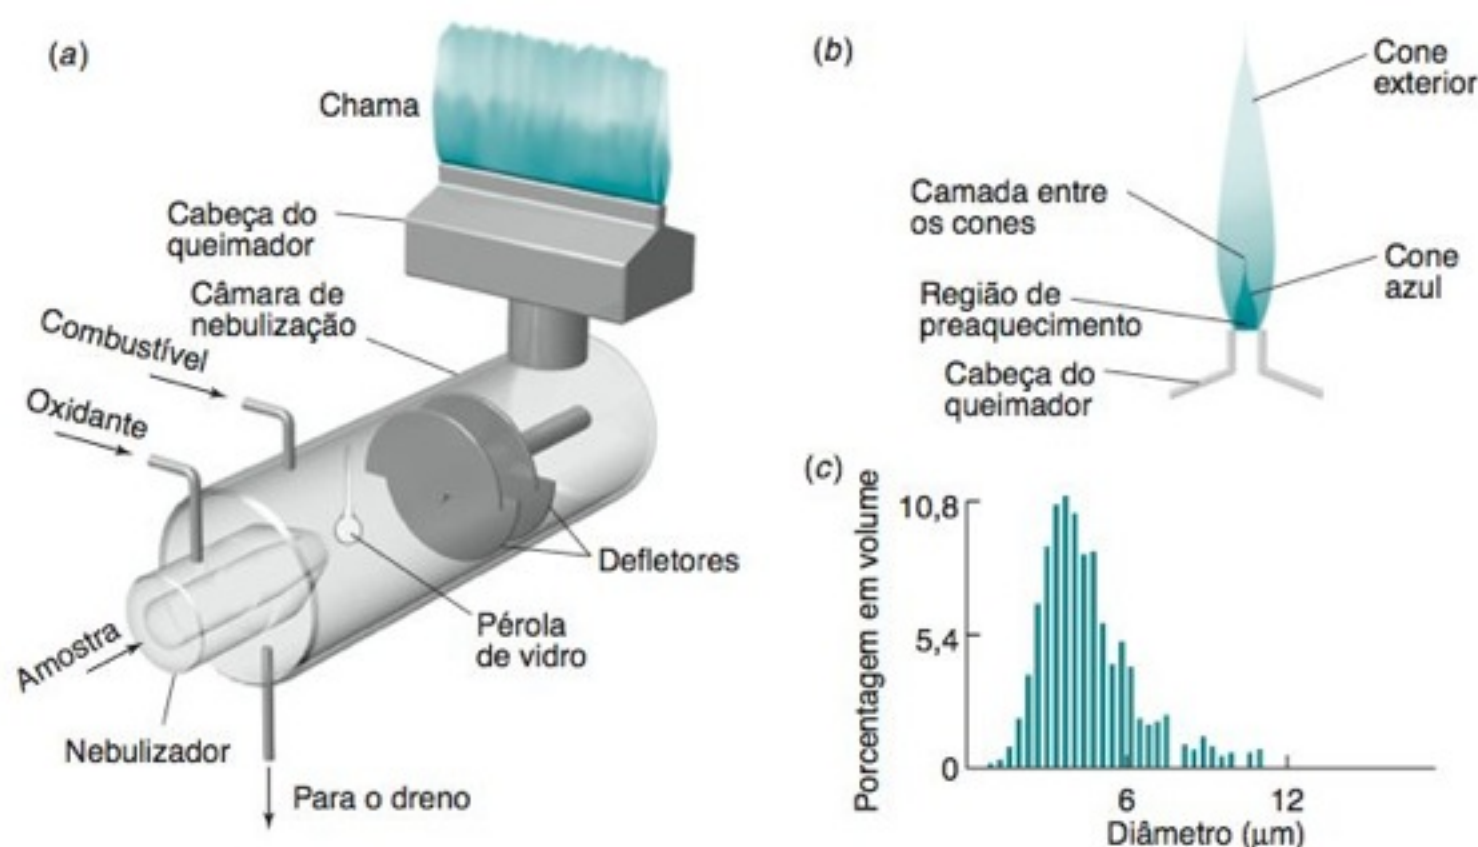 (a)
Chama
Cabeça do
queimador
Câmara de
nebulização
Combustível
Oxidante
Amostra
Nebulizador
Para o dreno
Pérola
de vidro
Defletores
(b)
Cone
exterior
Camada entre
os cones
Cone
azul
Região de
preaquecimento
Cabeça do
queimador
(c)
Porcentagem em volume
10,8
5,4
0
6
12
Diâmetro (μm)